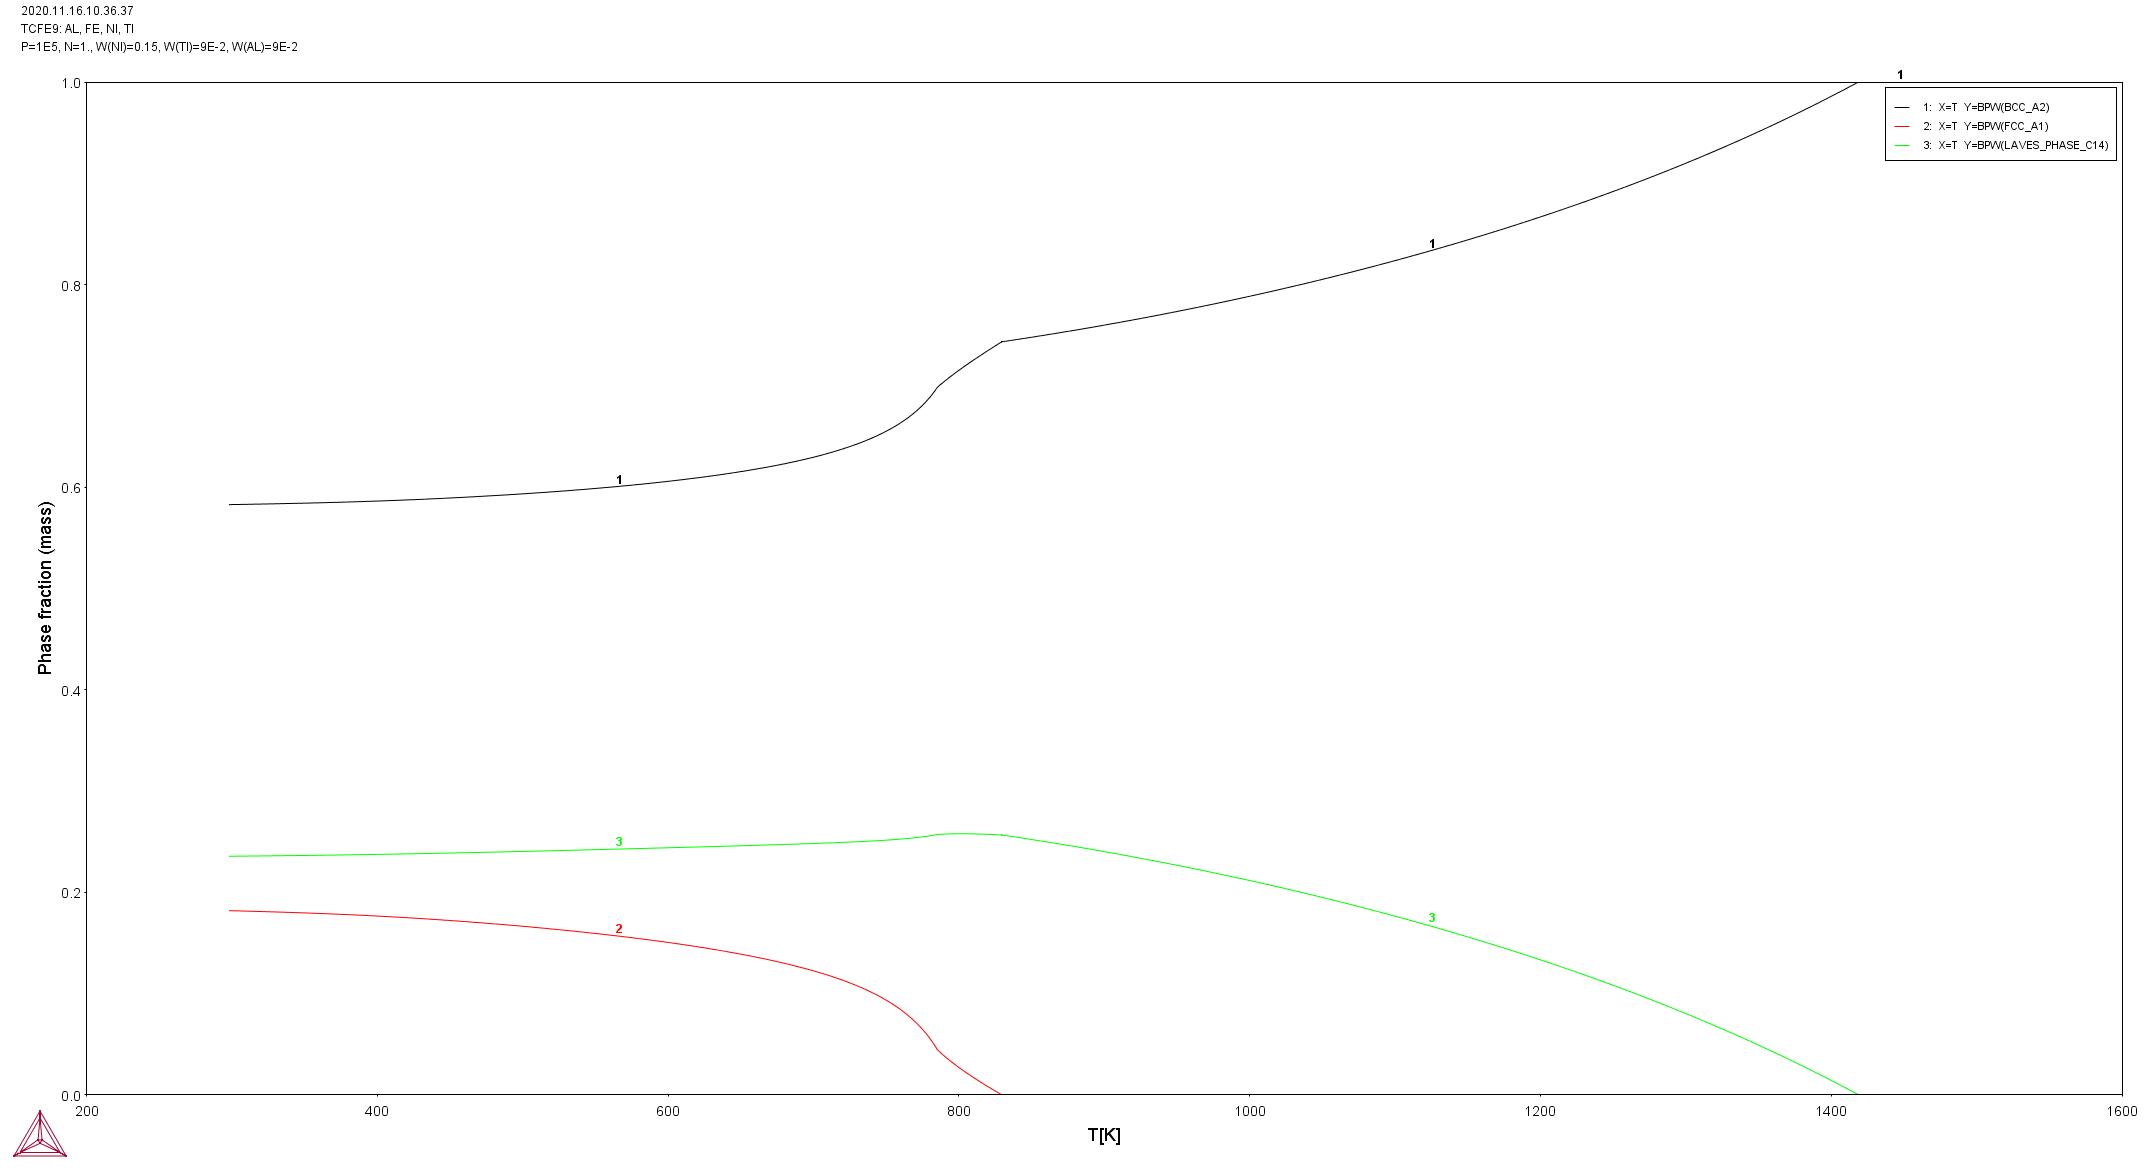 2020.11.16.10.36.37
TCFE9: AL, FE, NI, TI
P=1E5, N=1., W(NI)=0.15, W(TI)=9E-2, W(AL)=9E-2
1
1.0
1: X=T Y=BPW(BCC_A2)
2: X=T Y=BPW(FCC_A1)
3: X=T Y=BPW(LAVES_PHASE_C14)
1
0.8
1
0.6
Phase fraction (mass)
0.4
3
0.2
3
2
0.0
200 400 600 800 1000 1200 1400 1600
T[K]